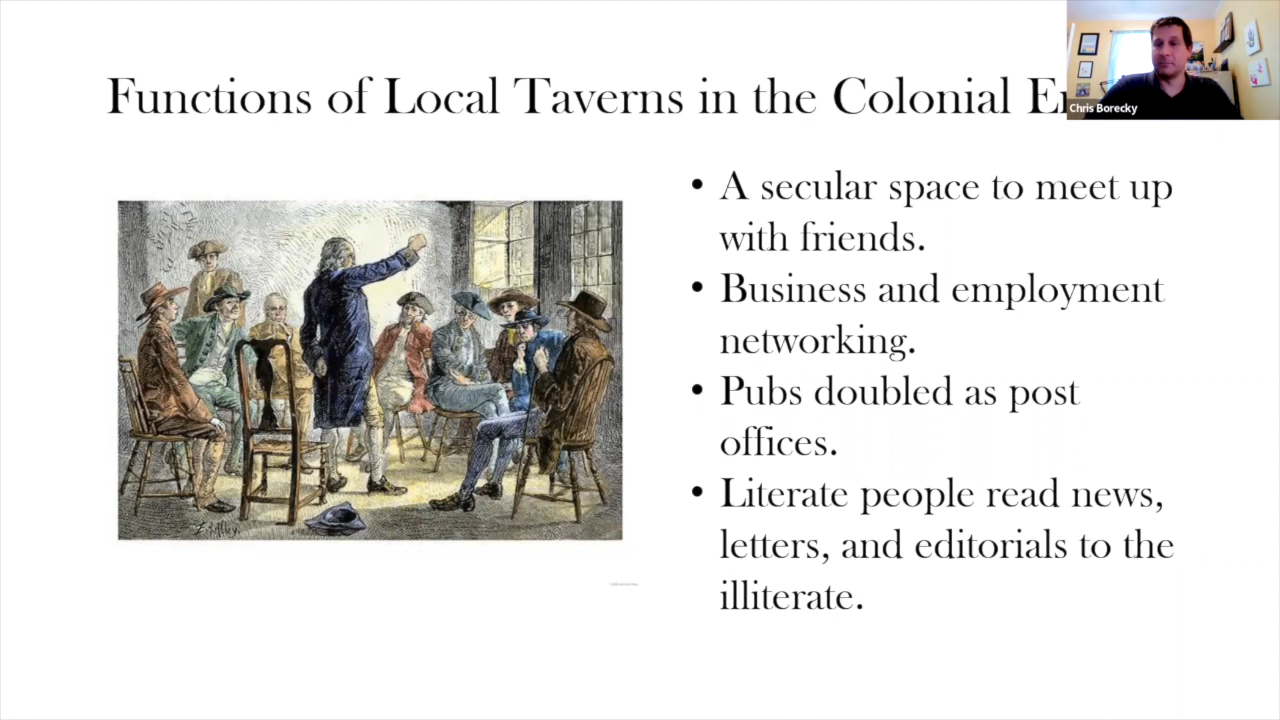 Functions of Local Taverns in the Colonial E
Chris Borecky
• A secular space to meet up
with friends.
• Business and employment
networking.
• Pubs doubled as post
offices.
• Literate people read news,
letters, and editorials to the
illiterate.